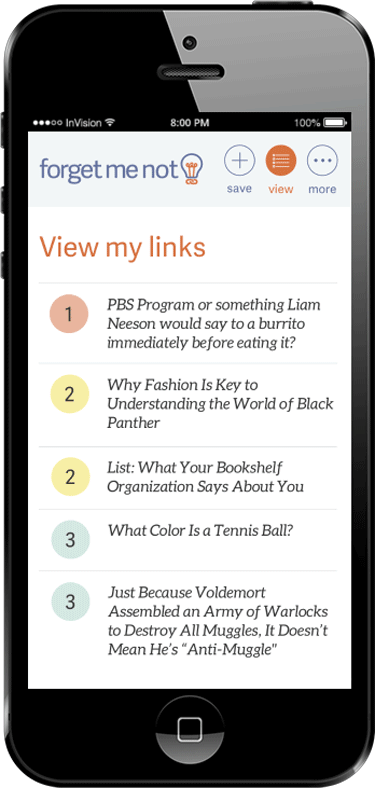 InVision 8:00 PM 100%
forget me not
save view more
View my links
1 PBS Program or something Liam
Neeson would say to a burrito
immediately before eating it?
2 Why Fashion Is Key to
Understanding the World of Black
Panther
2 List: What Your Bookshelf
Organization Says About You
3 What Color Is a Tennis Ball?
3 Just Because Voldemort
Assembled an Army of Warlocks
to Destroy All Muggles, It Doesn’t
Mean He’s “Anti-Muggle"